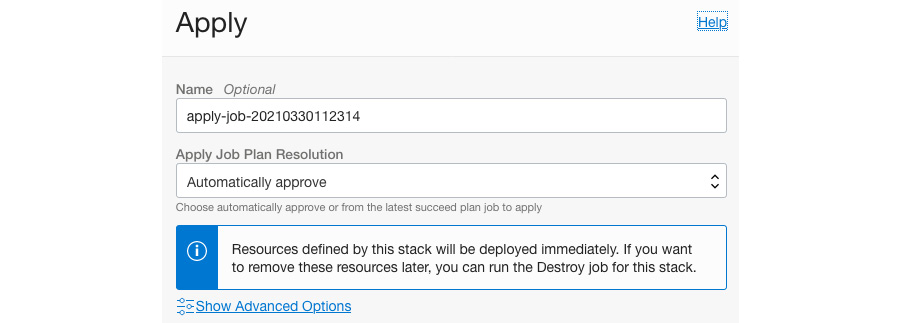 Apply
Help
Name Optional
apply-job-20210330112314
Apply Job Plan Resolution
Automatically approve
Choose automatically approve or from the latest succeed plan job to apply
Resources defined by this stack will be deployed immediately. If you want
to remove these resources later, you can run the Destroy job for this stack.
Show Advanced Options